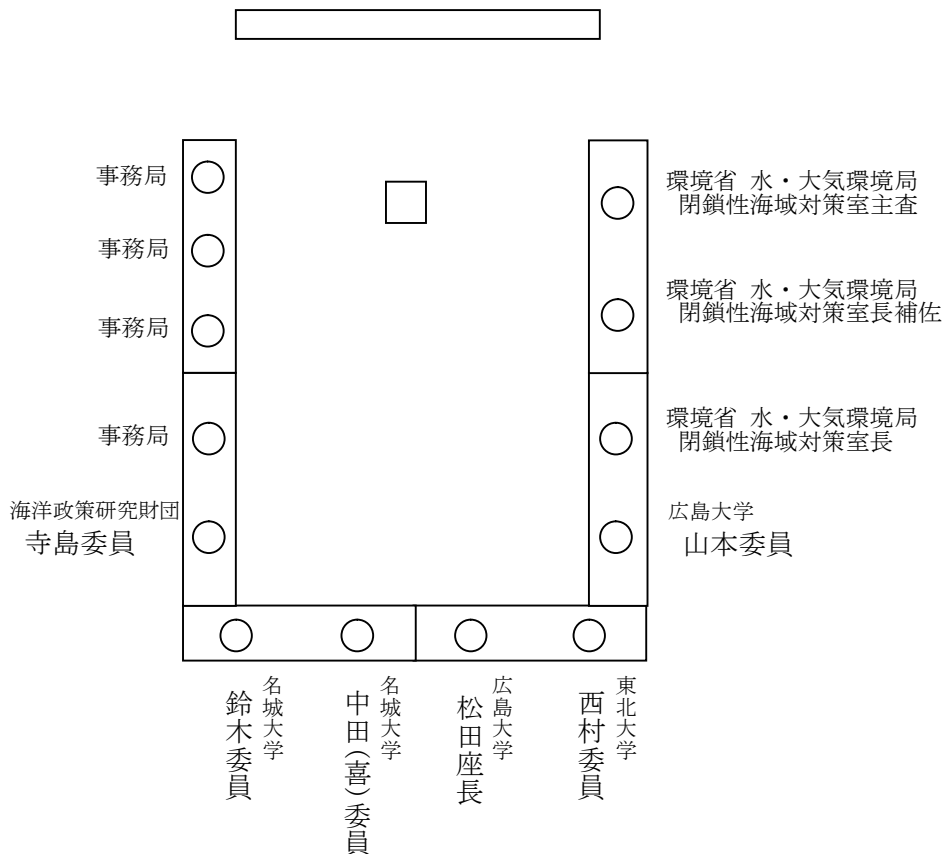 事務局
事務局
事務局
事務局
海洋政策研究財団
寺島委員
環境省 水・大気環境局
閉鎖性海域対策室主査
環境省 水・大気環境局
閉鎖性海域対策室長補佐
環境省 水・大気環境局
閉鎖性海域対策室長
広島大学
山本委員
名城大学
鈴木委員
名城大学
中田(喜)委員
広島大学
松田座長
東北大学
西村委員